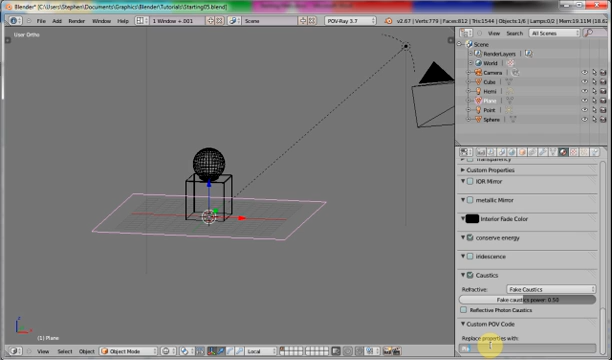 Blender* [C:\Users\Stephen\Documents\Graphics\Blender\Tutorials\Starting05.blend]
File Add Render Window Help 1 Window ..001 Scene POV-Ray 3.7 v2.67 | Verts:779 | Faces:812 | Tris:1544 | Objects:1/6 | Lamps:0/2 | Mem:19.11M
User Ortho
View Search All Scenes
Scene
RenderLayers
World
Camera
Cube
Hemi
Plane
Point
Sphere
Transparency
Custom Properties
IOR Mirror
metallic Mirror
Interior Fade Color
conserve energy
iridescence
Caustics
Refractive: Fake Caustics
Fake caustics power: 0.50
Reflective Photon Caustics
Custom POV Code
Replace properties with:
(1) Plane
View Select Object Object Mode Local